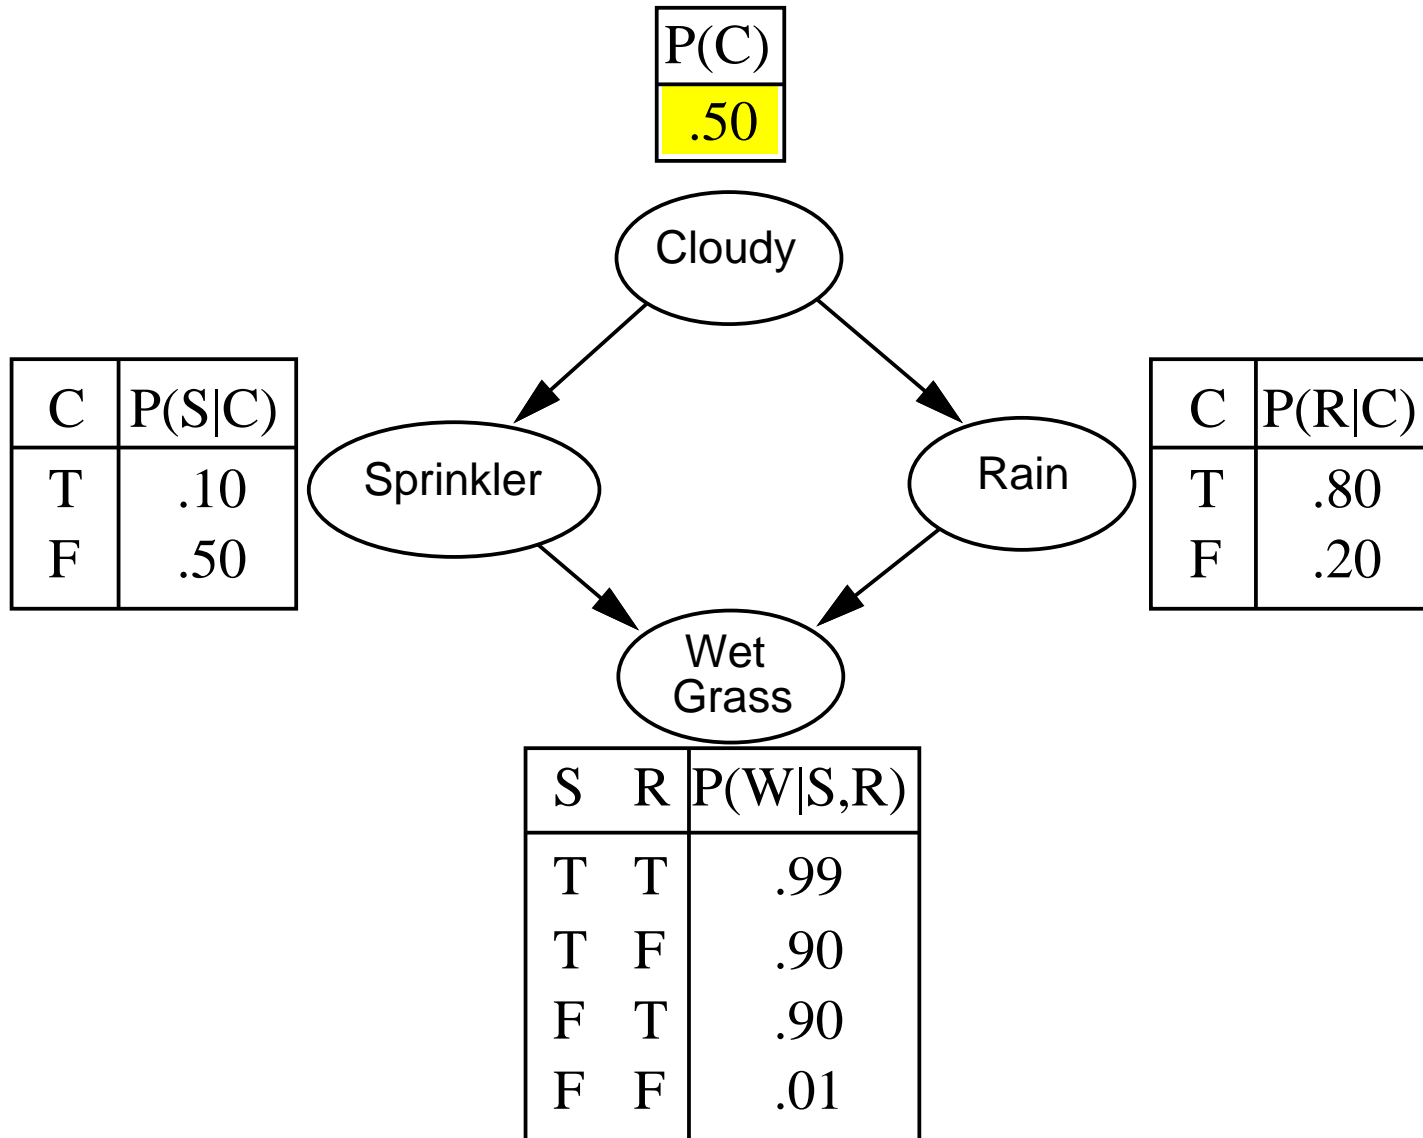 P(C)
.50
Cloudy
C P(S|C)
T .10
F .50
Sprinkler
Rain
C P(R|C)
T .80
F .20
Wet
Grass
S R P(W|S,R)
T T .99
T F .90
F T .90
F F .01